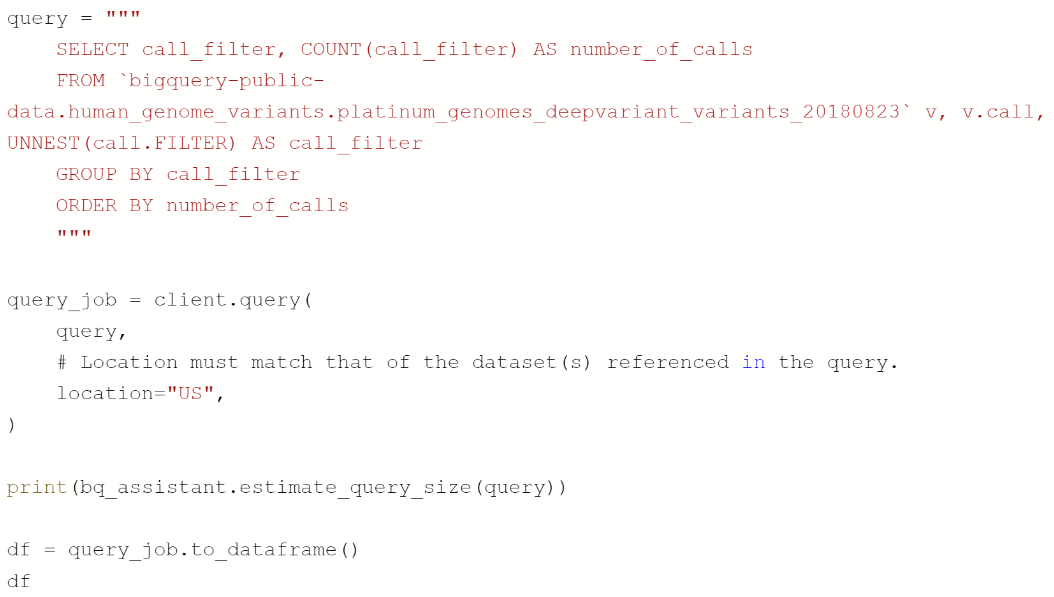 query = """
    SELECT call_filter, COUNT(call_filter) AS number_of_calls
    FROM `bigquery-public-
data.human_genome_variants.platinum_genomes_deepvariant_variants_20180823` v, v.call,
UNNEST(call.FILTER) AS call_filter
    GROUP BY call_filter
    ORDER BY number_of_calls
    """

query_job = client.query(
    query,
    # Location must match that of the dataset(s) referenced in the query.
    location="US",
)

print(bq_assistant.estimate_query_size(query))

df = query_job.to_dataframe()
df